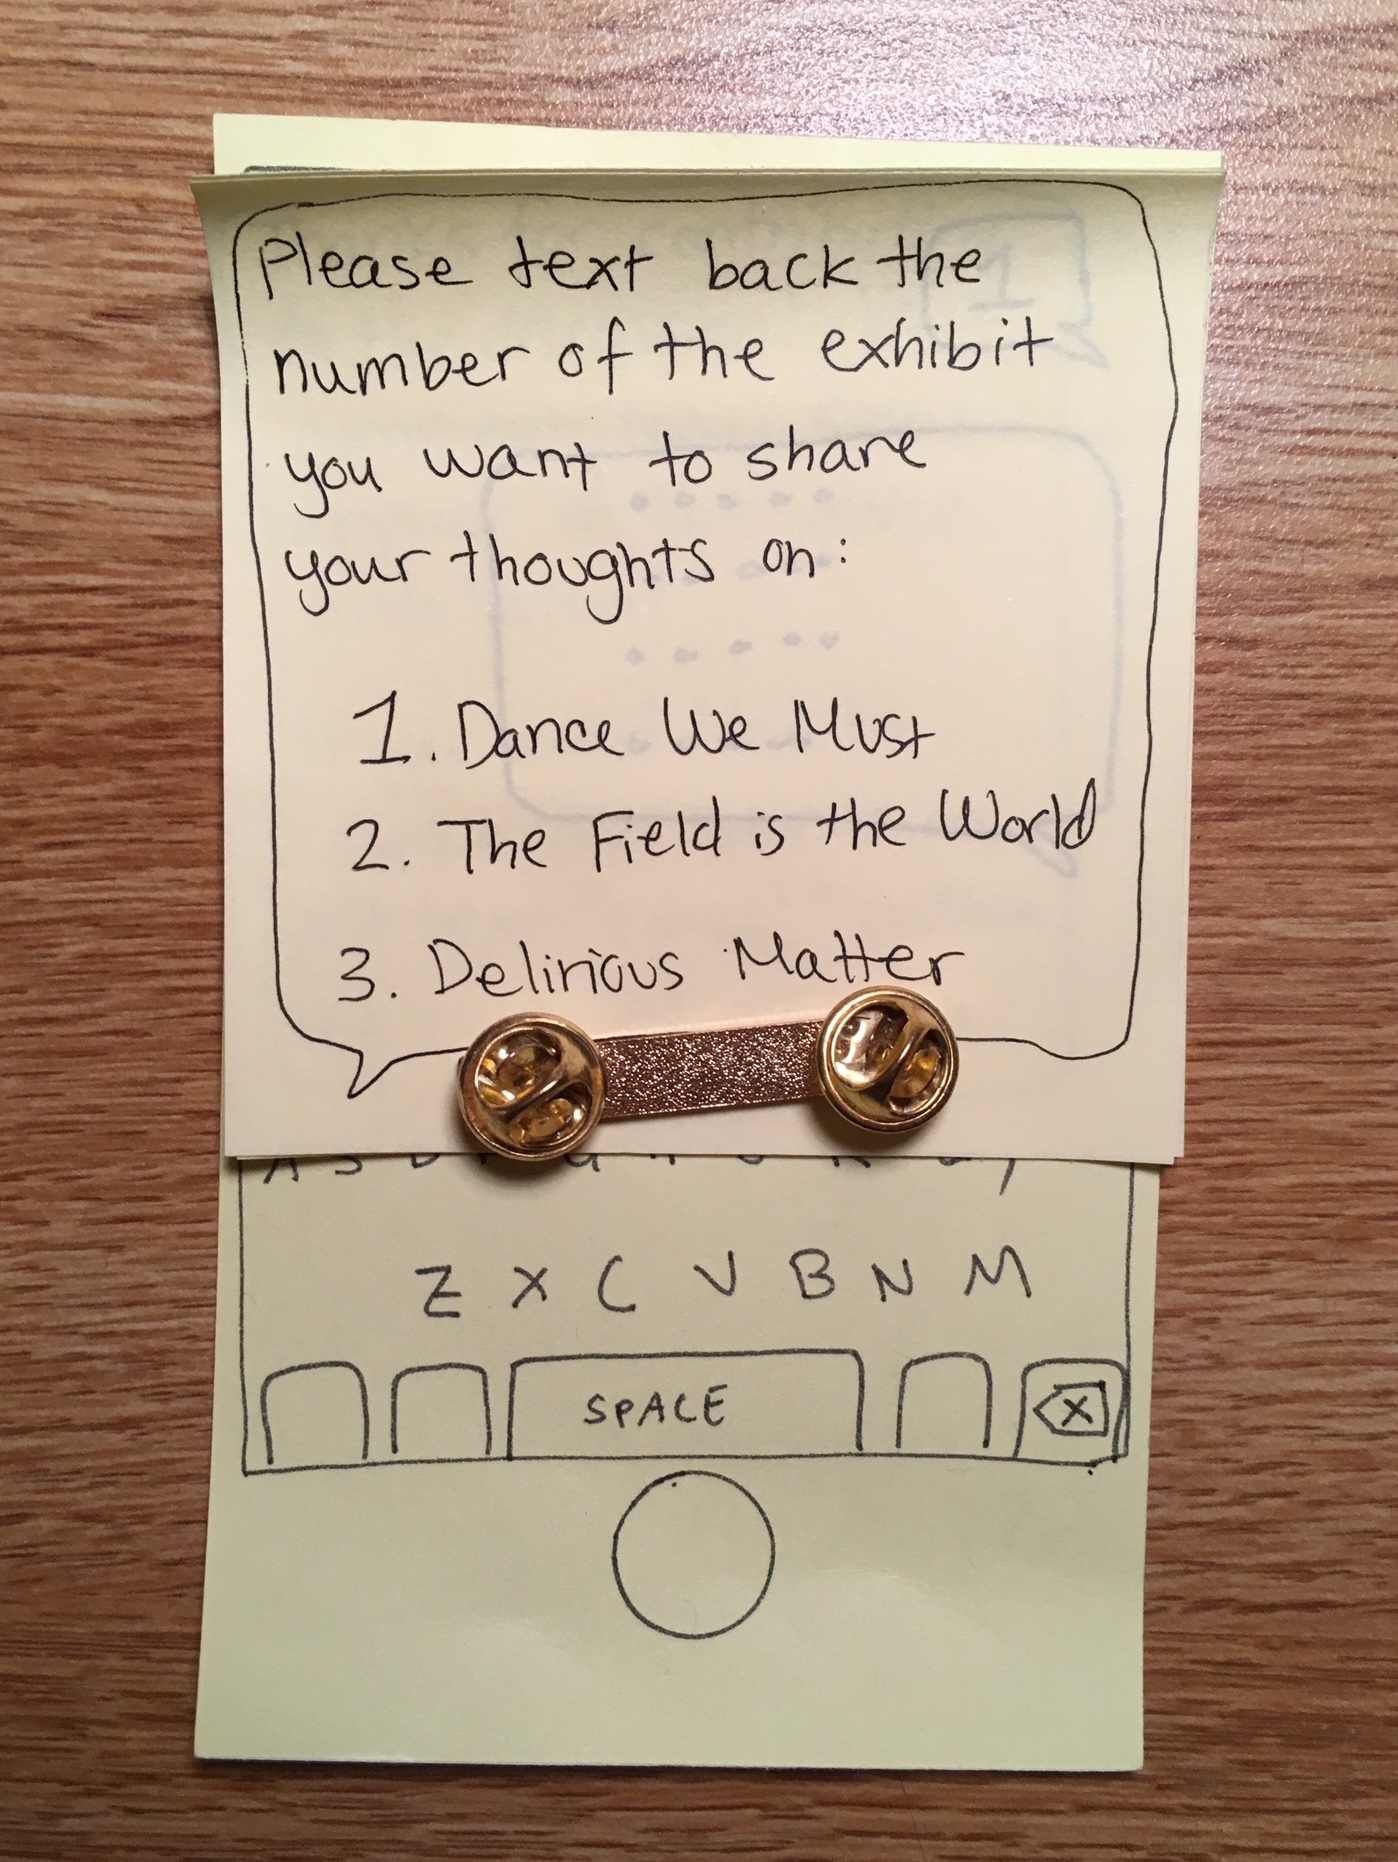 Please text back the
number of the exhibit
you want to share
your thoughts on:
1. Dance We Must
2. The Field is the World
3. Delirious Matter
Z X C V B N M
SPACE
X